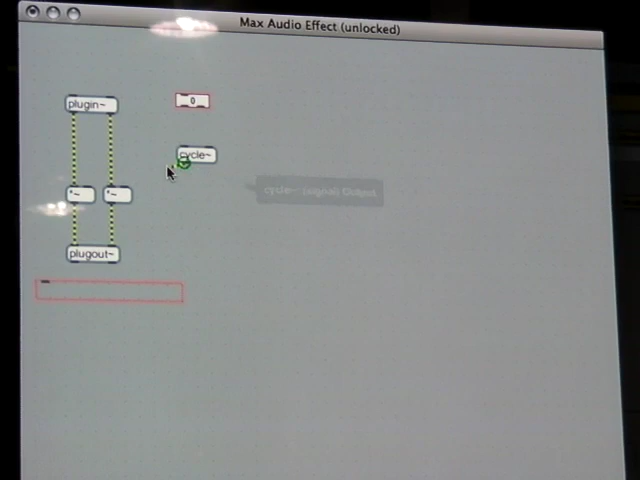 Max Audio Effect (unlocked)
plugin~
0
cycle~
cycle~ (signal) Output
*~ *~
plugout~